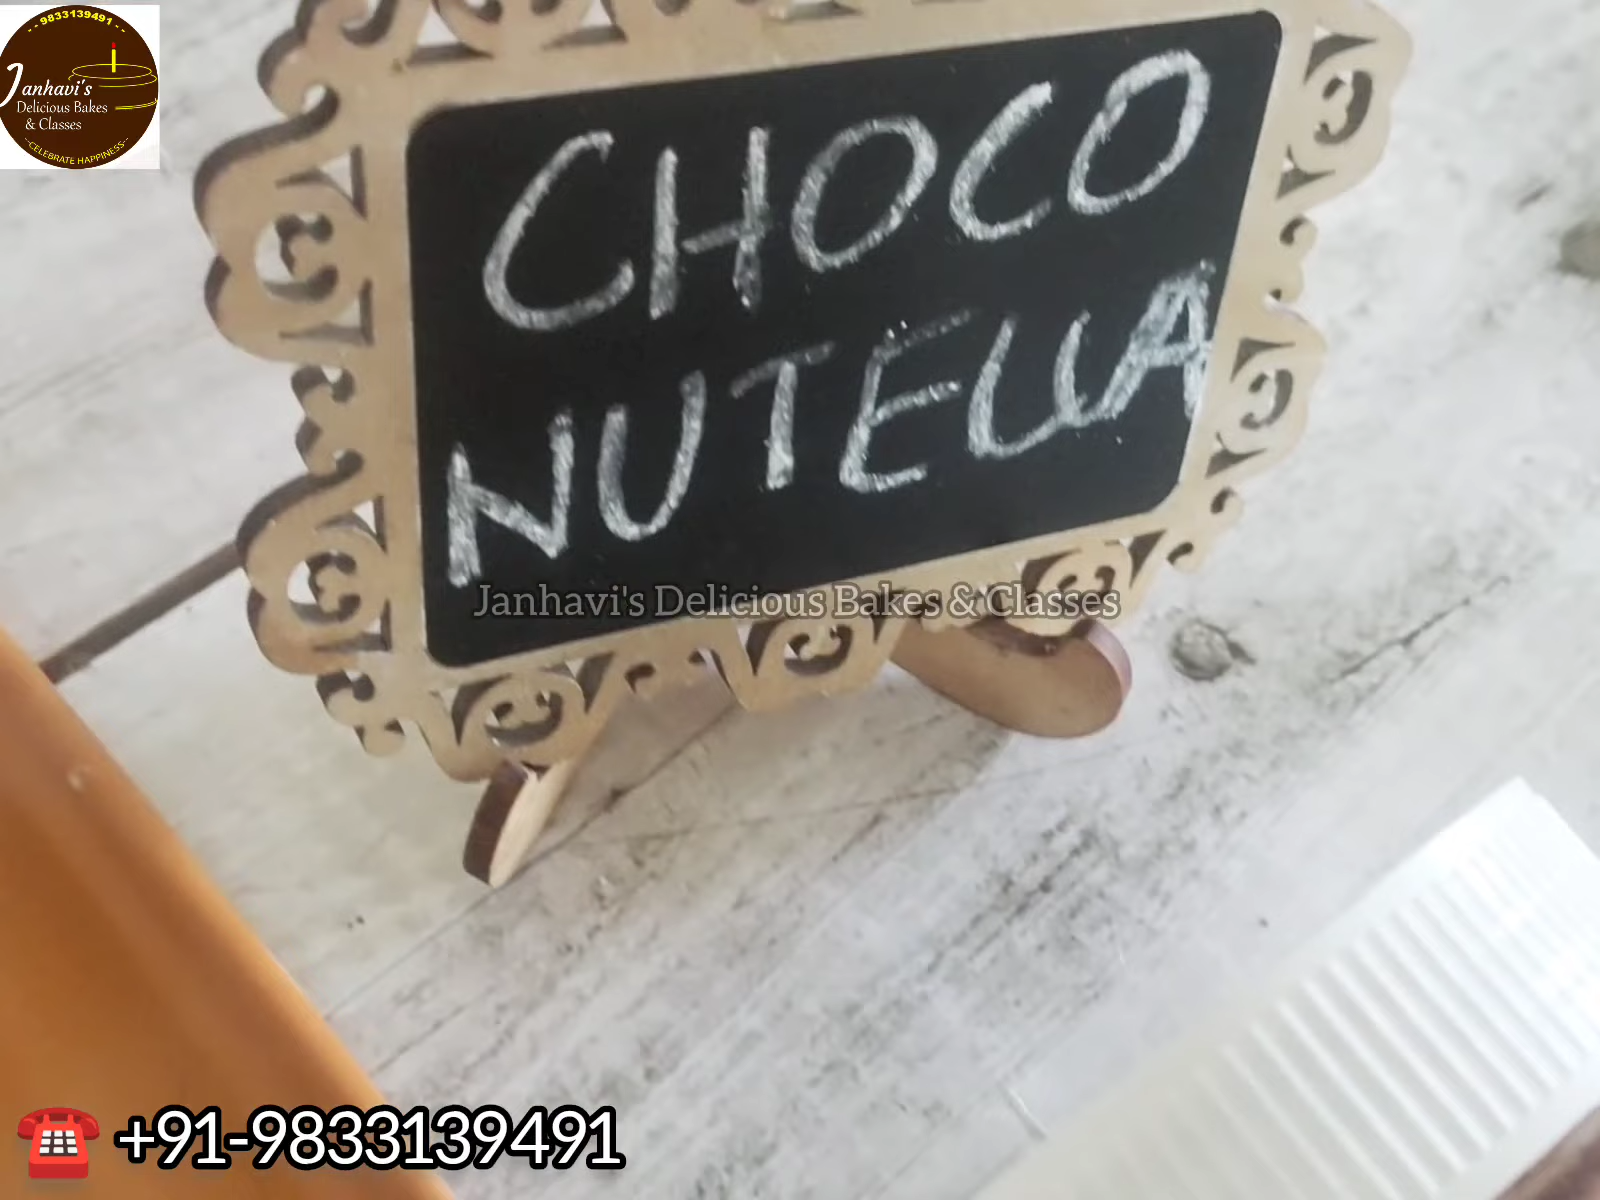 - - 9833139491 - -
Janhavi's
Delicious Bakes
& Classes
--CELEBRATE HAPPINESS--
CHOCO
NUTELLA
Janhavi's Delicious Bakes & Classes
+91-9833139491